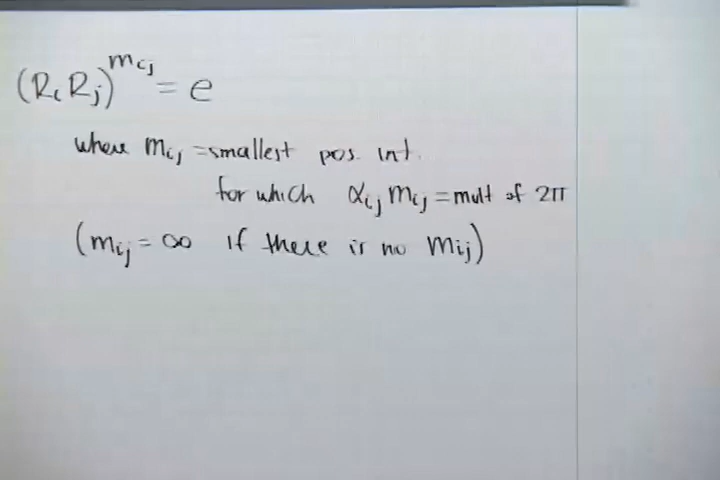 (RᵢRⱼ)^mᵢⱼ = e
where mᵢⱼ = smallest pos. int.
for which αᵢⱼ mᵢⱼ = mult of 2π
(mᵢⱼ = ∞ if there is no mᵢⱼ)